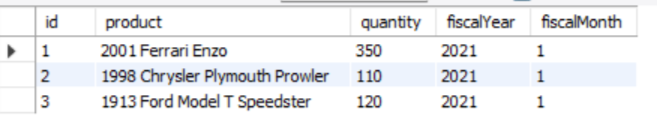 id product quantity fiscalYear fiscalMonth
1 2001 Ferrari Enzo 350 2021 1
2 1998 Chrysler Plymouth Prowler 110 2021 1
3 1913 Ford Model T Speedster 120 2021 1